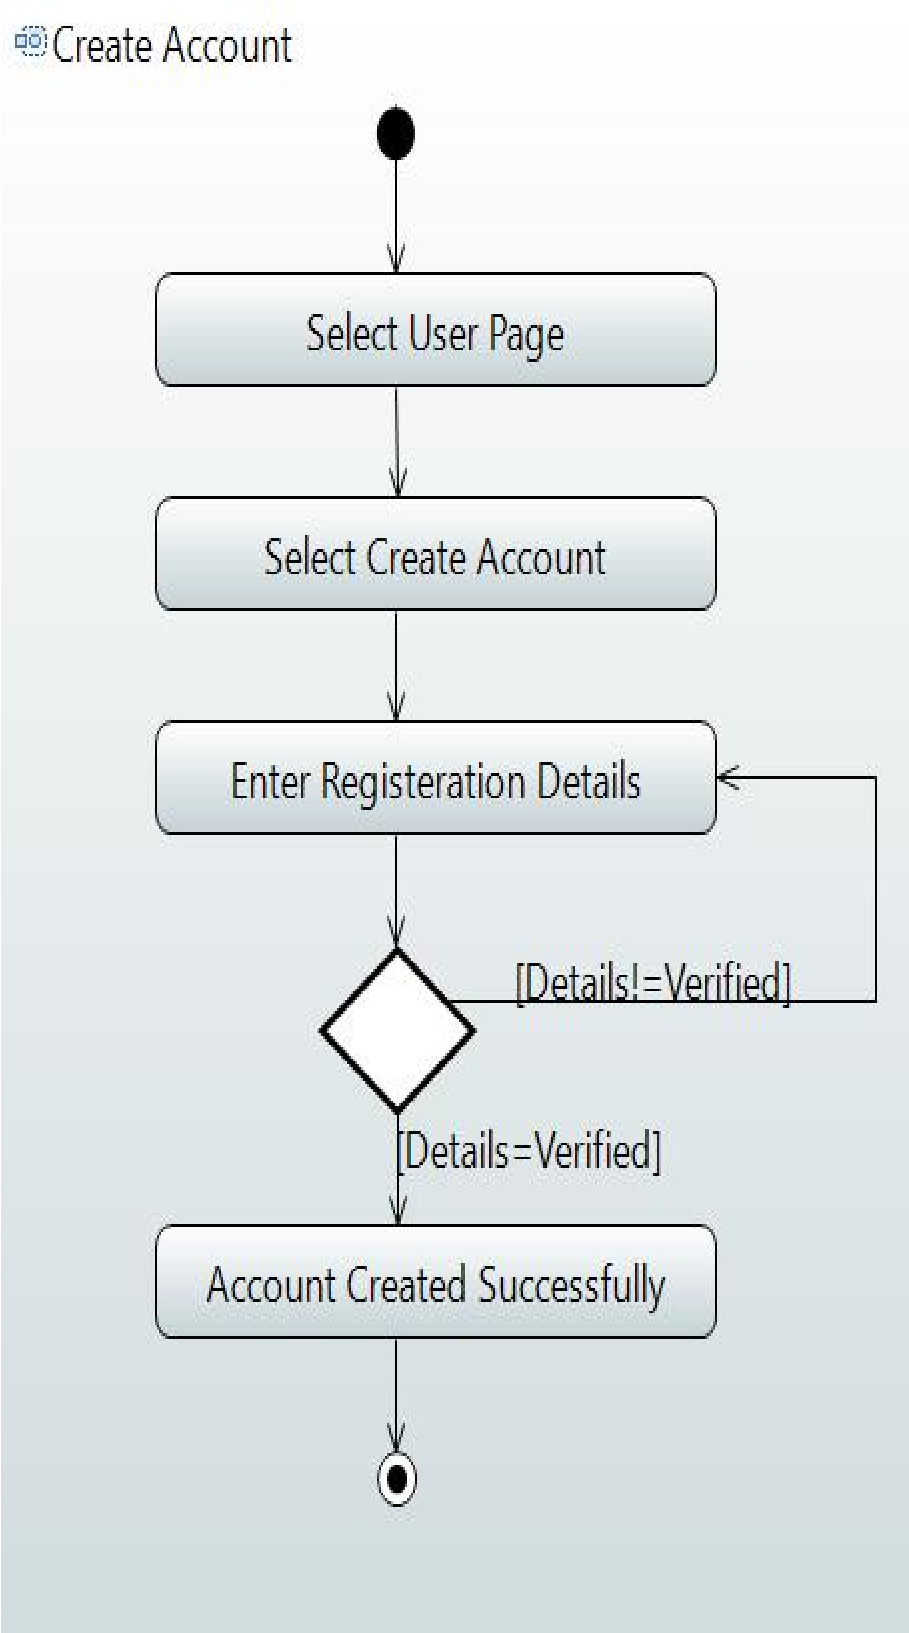 Create Account
Select User Page
Select Create Account
Enter Registeration Details
[Details!=Verified]
[Details=Verified]
Account Created Successfully